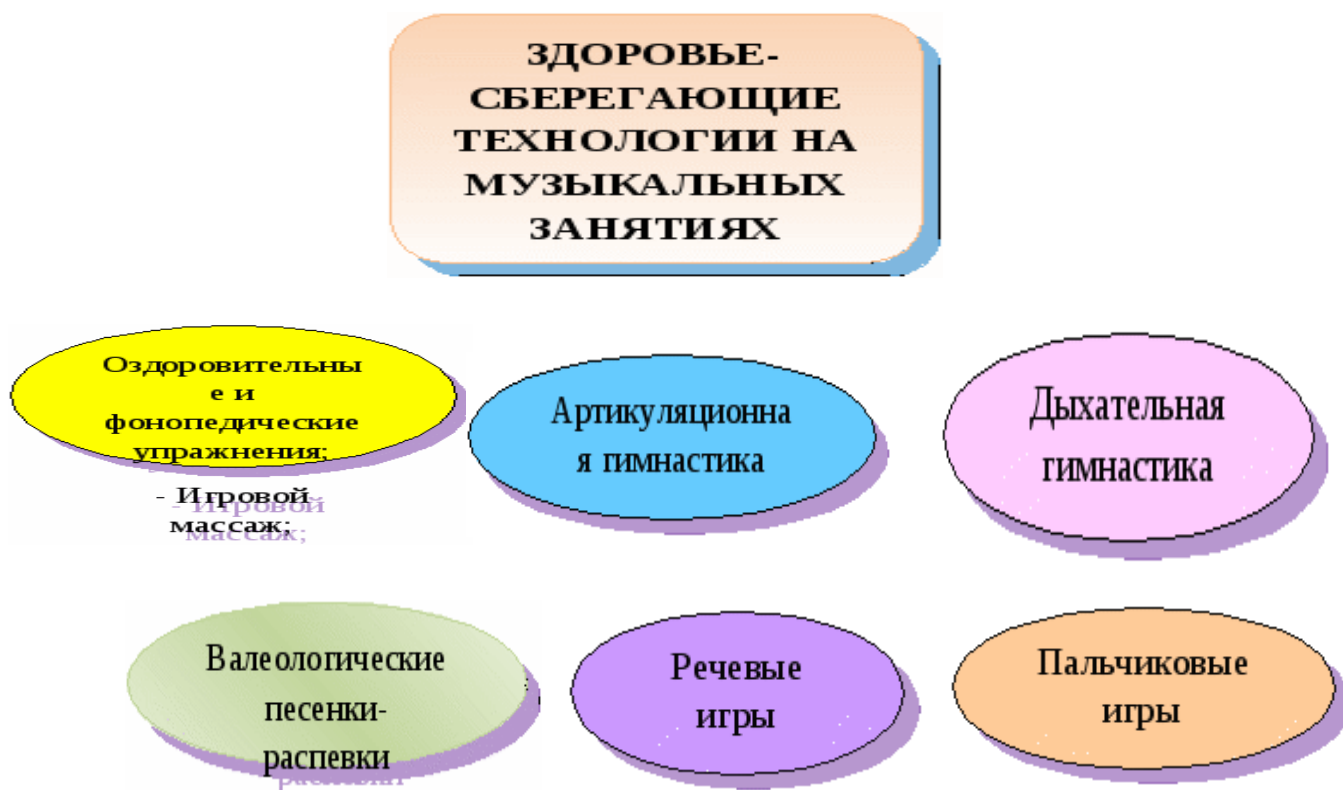 ЗДОРОВЬЕ-
СБЕРЕГАЮЩИЕ
ТЕХНОЛОГИИ НА
МУЗЫКАЛЬНЫХ
ЗАНЯТИЯХ
Оздоровительны
е и
фонопедические
упражнения;
- Игровой
массаж;
Артикуляционна
я гимнастика
Дыхательная
гимнастика
Валеологические
песенки-
распевки
Речевые
игры
Пальчиковые
игры